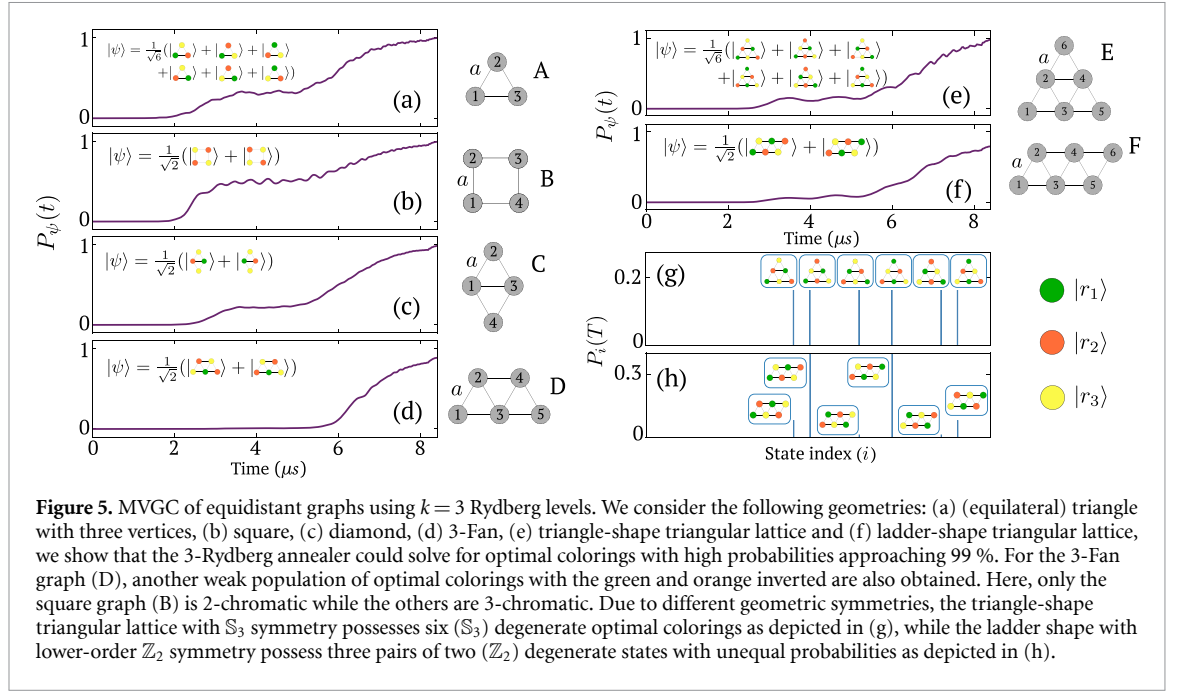 1
|ψ⟩ = 1/√6(| ⟩ + | ⟩ + | ⟩
+| ⟩ + | ⟩ + | ⟩)
0
(a)
a
2
1
3
A
1
|ψ⟩ = 1/√2(| ⟩ + | ⟩)
0
(b)
2
3
a
1
4
B
P_ψ(t)
1
|ψ⟩ = 1/√2(| ⟩ + | ⟩)
0
(c)
2
a
1
3
4
C
1
|ψ⟩ = 1/√2(| ⟩ + | ⟩)
0
(d)
0 2 4 6 8
Time (μs)
a
2
4
1
3
5
D
1
|ψ⟩ = 1/√6(| ⟩ + | ⟩ + | ⟩
+| ⟩ + | ⟩ + | ⟩)
0
(e)
6
a
2
4
1
3
5
E
P_ψ(t)
1
|ψ⟩ = 1/√2(| ⟩ + | ⟩)
0
(f)
0 2 4 6 8
Time (μs)
a
2
4
6
1
3
5
F
(g)
0.2
0
P_i(T)
(h)
0.3
0
State index (i)
|r₁⟩
|r₂⟩
|r₃⟩
Figure 5. MVGC of equidistant graphs using k = 3 Rydberg levels. We consider the following geometries: (a) (equilateral) triangle
with three vertices, (b) square, (c) diamond, (d) 3-Fan, (e) triangle-shape triangular lattice and (f) ladder-shape triangular lattice,
we show that the 3-Rydberg annealer could solve for optimal colorings with high probabilities approaching 99 %. For the 3-Fan
graph (D), another weak population of optimal colorings with the green and orange inverted are also obtained. Here, only the
square graph (B) is 2-chromatic while the others are 3-chromatic. Due to different geometric symmetries, the triangle-shape
triangular lattice with 𝕊₃ symmetry possesses six (𝕊₃) degenerate optimal colorings as depicted in (g), while the ladder shape with
lower-order ℤ₂ symmetry possess three pairs of two (ℤ₂) degenerate states with unequal probabilities as depicted in (h).